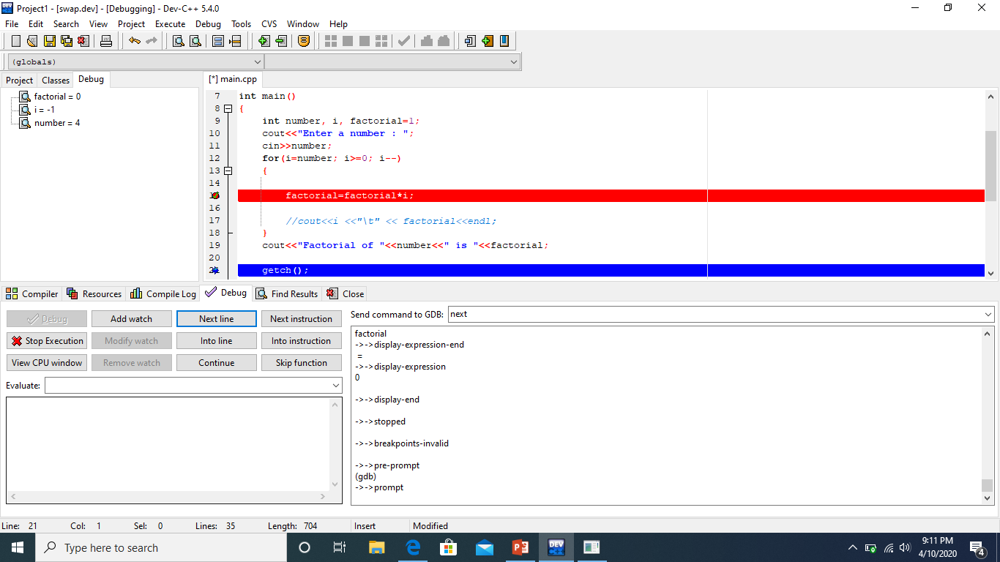 Project1 - [swap.dev] - [Debugging] - Dev-C++ 5.4.0
File Edit Search View Project Execute Debug Tools CVS Window Help
(globals)
Project Classes Debug
[*] main.cpp
factorial = 0
i = -1
number = 4
7 int main()
8 {
9 int number, i, factorial=1;
10 cout<<"Enter a number : ";
11 cin>>number;
12 for(i=number; i>=0; i--)
13 {
14
factorial=factorial*i;
16
17 //cout<<i <<"\t" << factorial<<endl;
18 }
19 cout<<"Factorial of "<<number<<" is "<<factorial;
20
getch();
Compiler Resources Compile Log Debug Find Results Close
Debug Add watch Next line Next instruction
Stop Execution Modify watch Into line Into instruction
View CPU window Remove watch Continue Skip function
Evaluate:
Send command to GDB: next
factorial
->->display-expression-end
=
->->display-expression
0
->->display-end
->->stopped
->->breakpoints-invalid
->->pre-prompt
(gdb)
->->prompt
Line: 21 Col: 1 Sel: 0 Lines: 35 Length: 704 Insert Modified
Type here to search
DEV
9:11 PM
4/10/2020
4